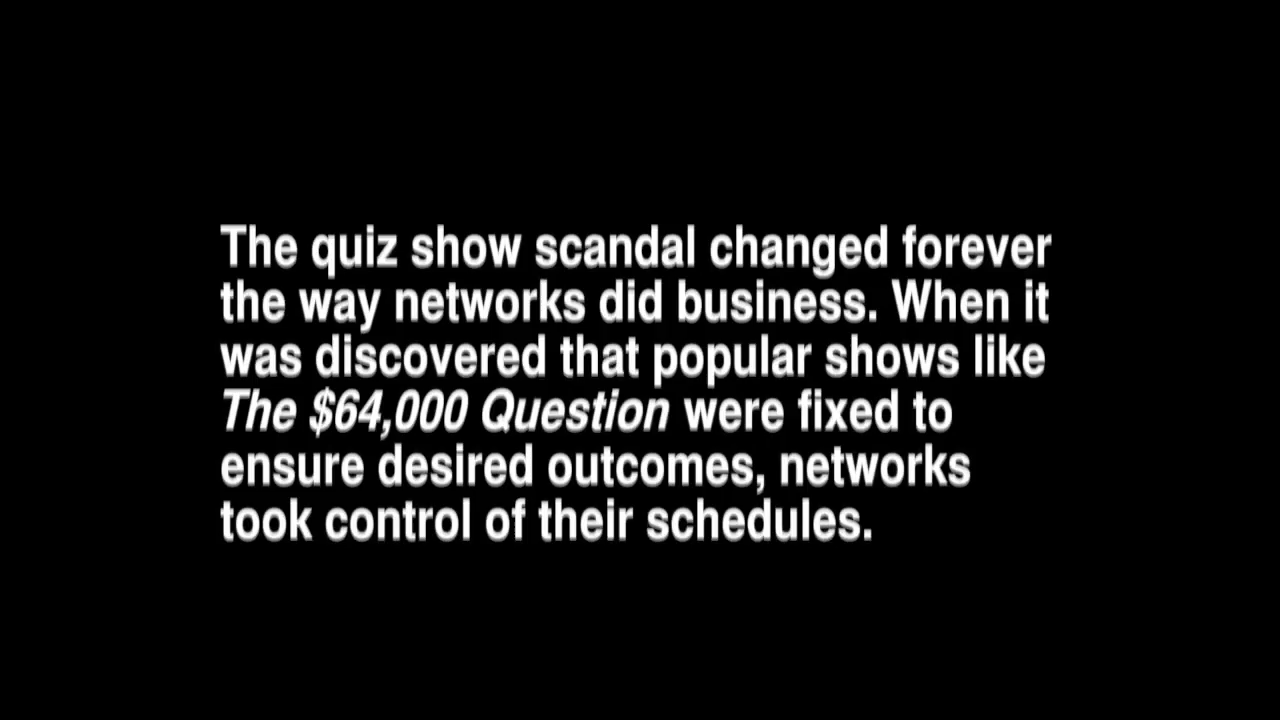 The quiz show scandal changed forever
the way networks did business. When it
was discovered that popular shows like
The $64,000 Question were fixed to
ensure desired outcomes, networks
took control of their schedules.